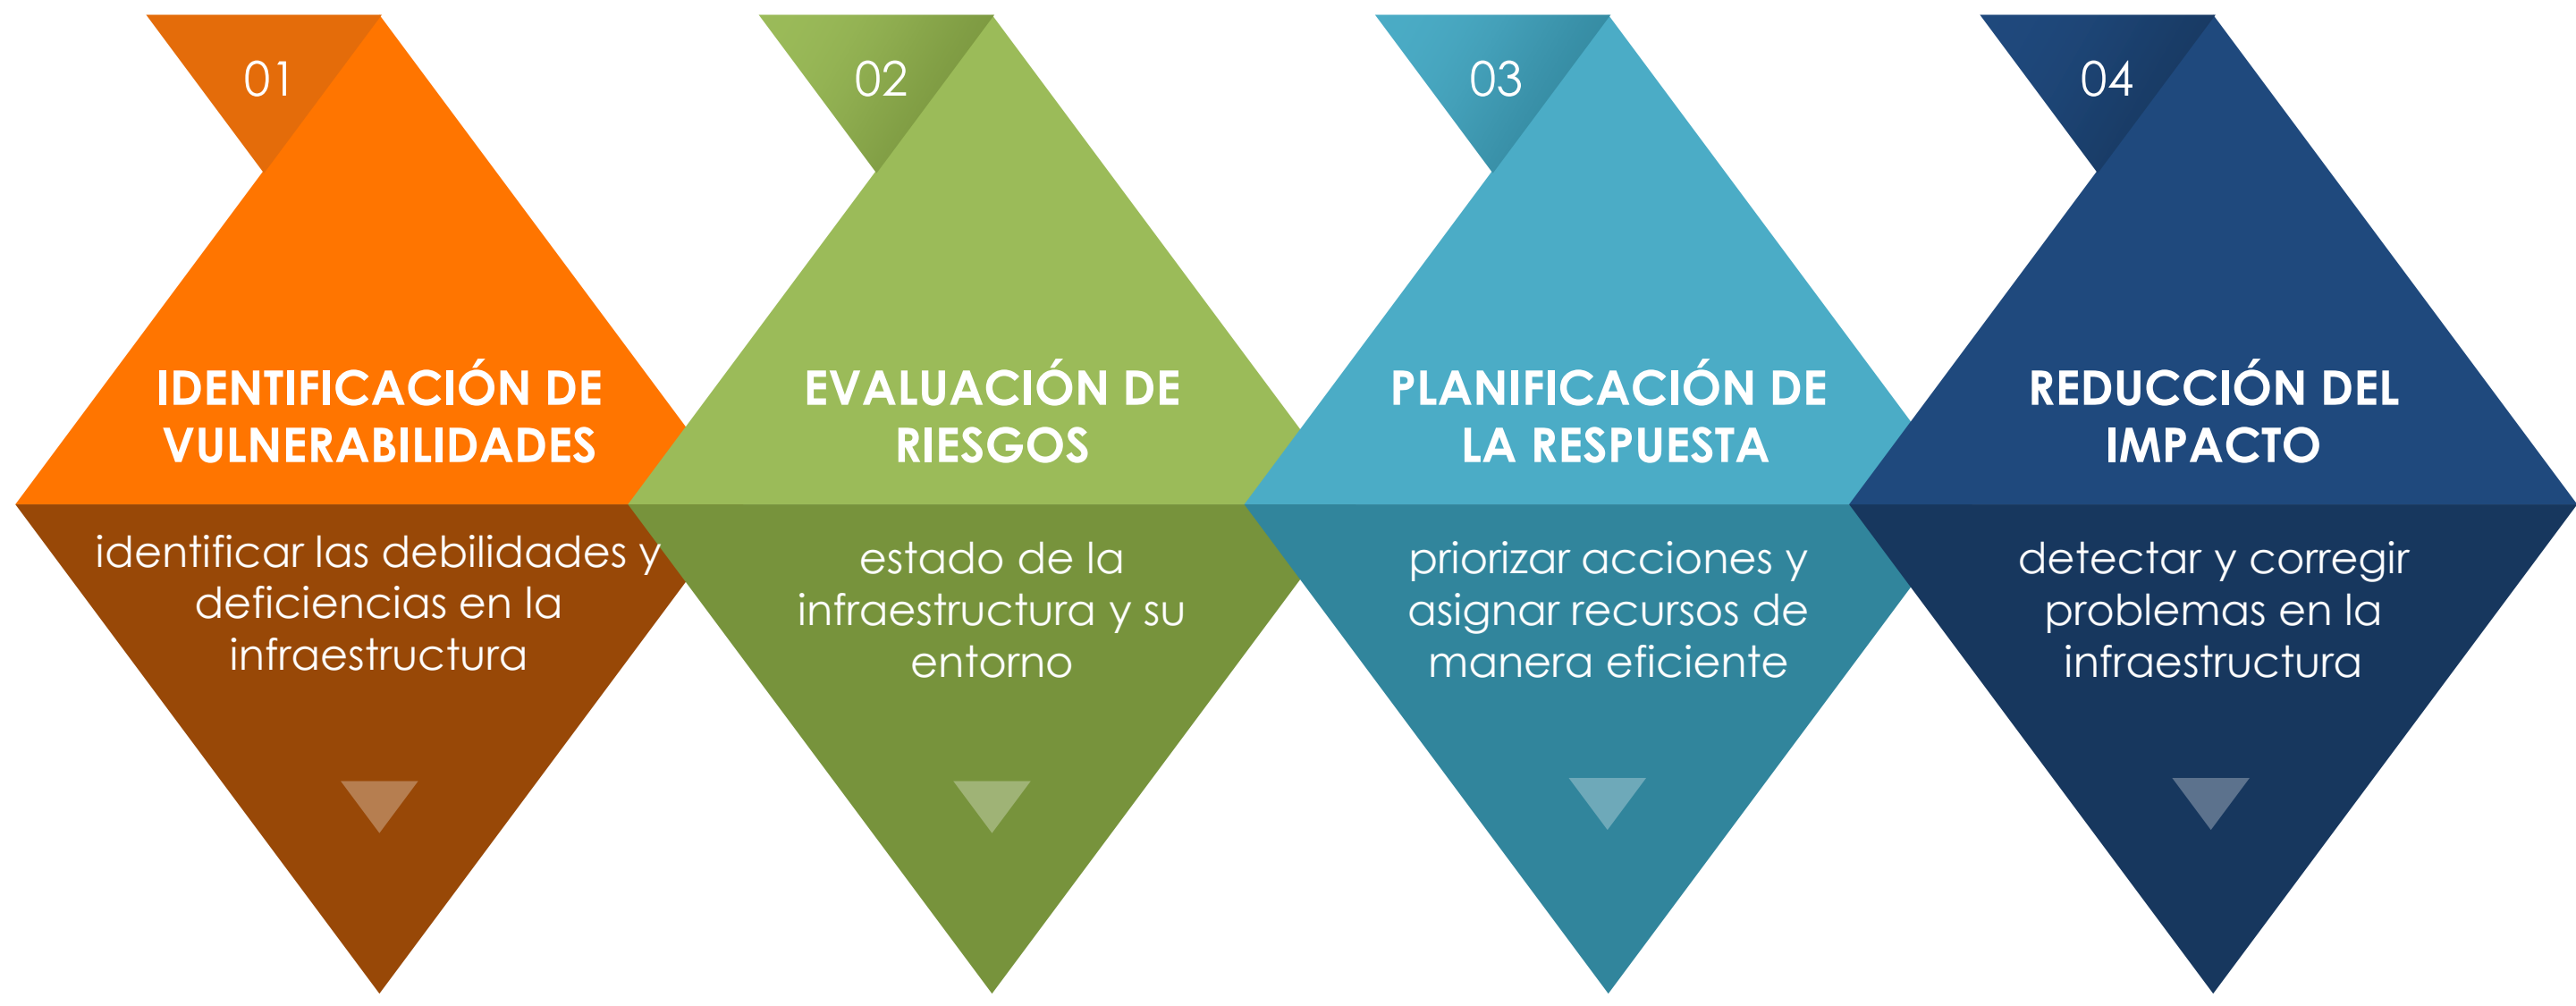 01
IDENTIFICACIÓN DE
VULNERABILIDADES
identificar las debilidades y
deficiencias en la
infraestructura
02
EVALUACIÓN DE
RIESGOS
estado de la
infraestructura y su
entorno
03
PLANIFICACIÓN DE
LA RESPUESTA
priorizar acciones y
asignar recursos de
manera eficiente
04
REDUCCIÓN DEL
IMPACTO
detectar y corregir
problemas en la
infraestructura